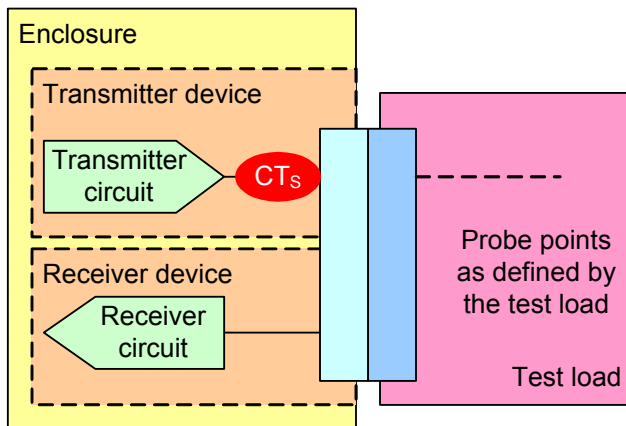 Enclosure
Transmitter device
Transmitter
circuit
CTS
Receiver device
Receiver
circuit
Probe points
as defined by
the test load
Test load